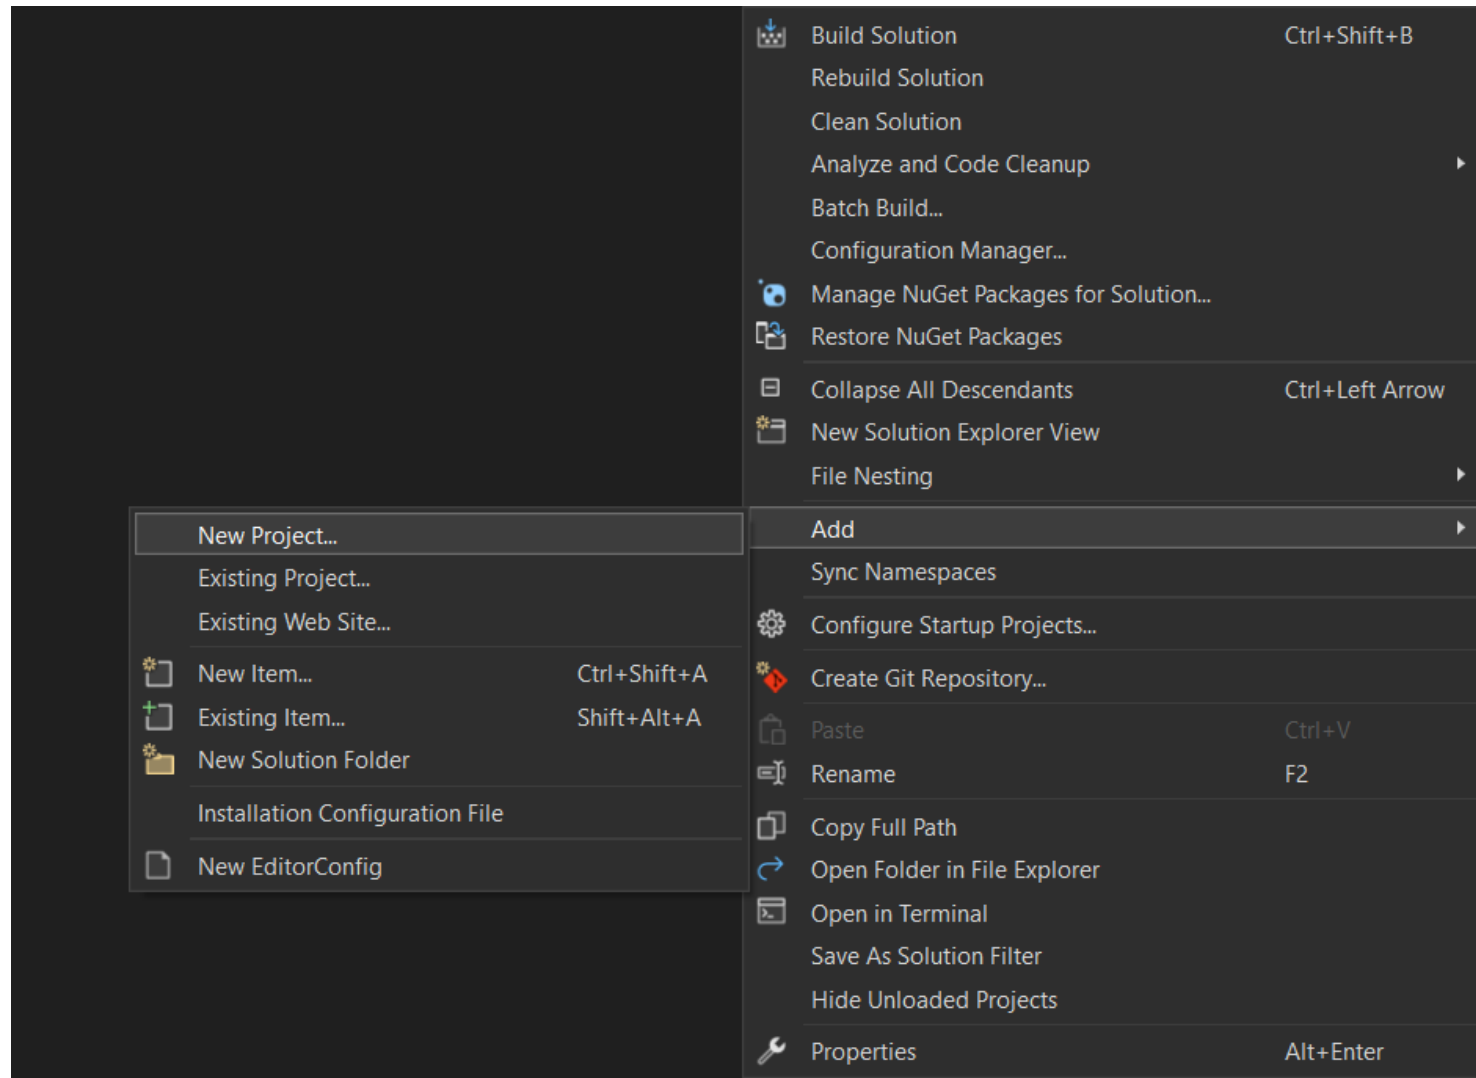 Build Solution Ctrl+Shift+B
Rebuild Solution
Clean Solution
Analyze and Code Cleanup
Batch Build...
Configuration Manager...
Manage NuGet Packages for Solution...
Restore NuGet Packages
Collapse All Descendants Ctrl+Left Arrow
New Solution Explorer View
File Nesting
Add
Sync Namespaces
Configure Startup Projects...
Create Git Repository...
Paste Ctrl+V
Rename F2
Copy Full Path
Open Folder in File Explorer
Open in Terminal
Save As Solution Filter
Hide Unloaded Projects
Properties Alt+Enter
New Project...
Existing Project...
Existing Web Site...
New Item... Ctrl+Shift+A
Existing Item... Shift+Alt+A
New Solution Folder
Installation Configuration File
New EditorConfig